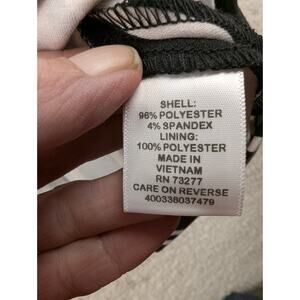 SHELL:
96% POLYESTER
4% SPANDEX
LINING:
100% POLYESTER
MADE IN
VIETNAM
RN 73277
CARE ON REVERSE
400338037479